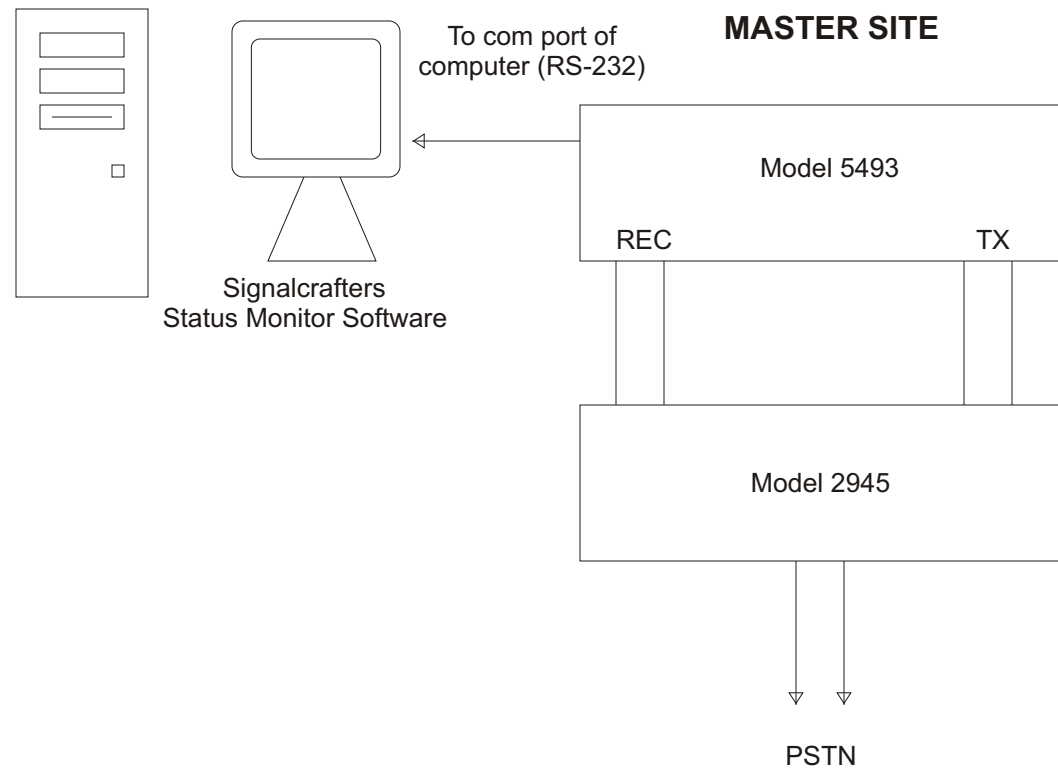 MASTER SITE
To com port of
computer (RS-232)
Model 5493
REC
TX
Signalcrafters
Status Monitor Software
Model 2945
PSTN